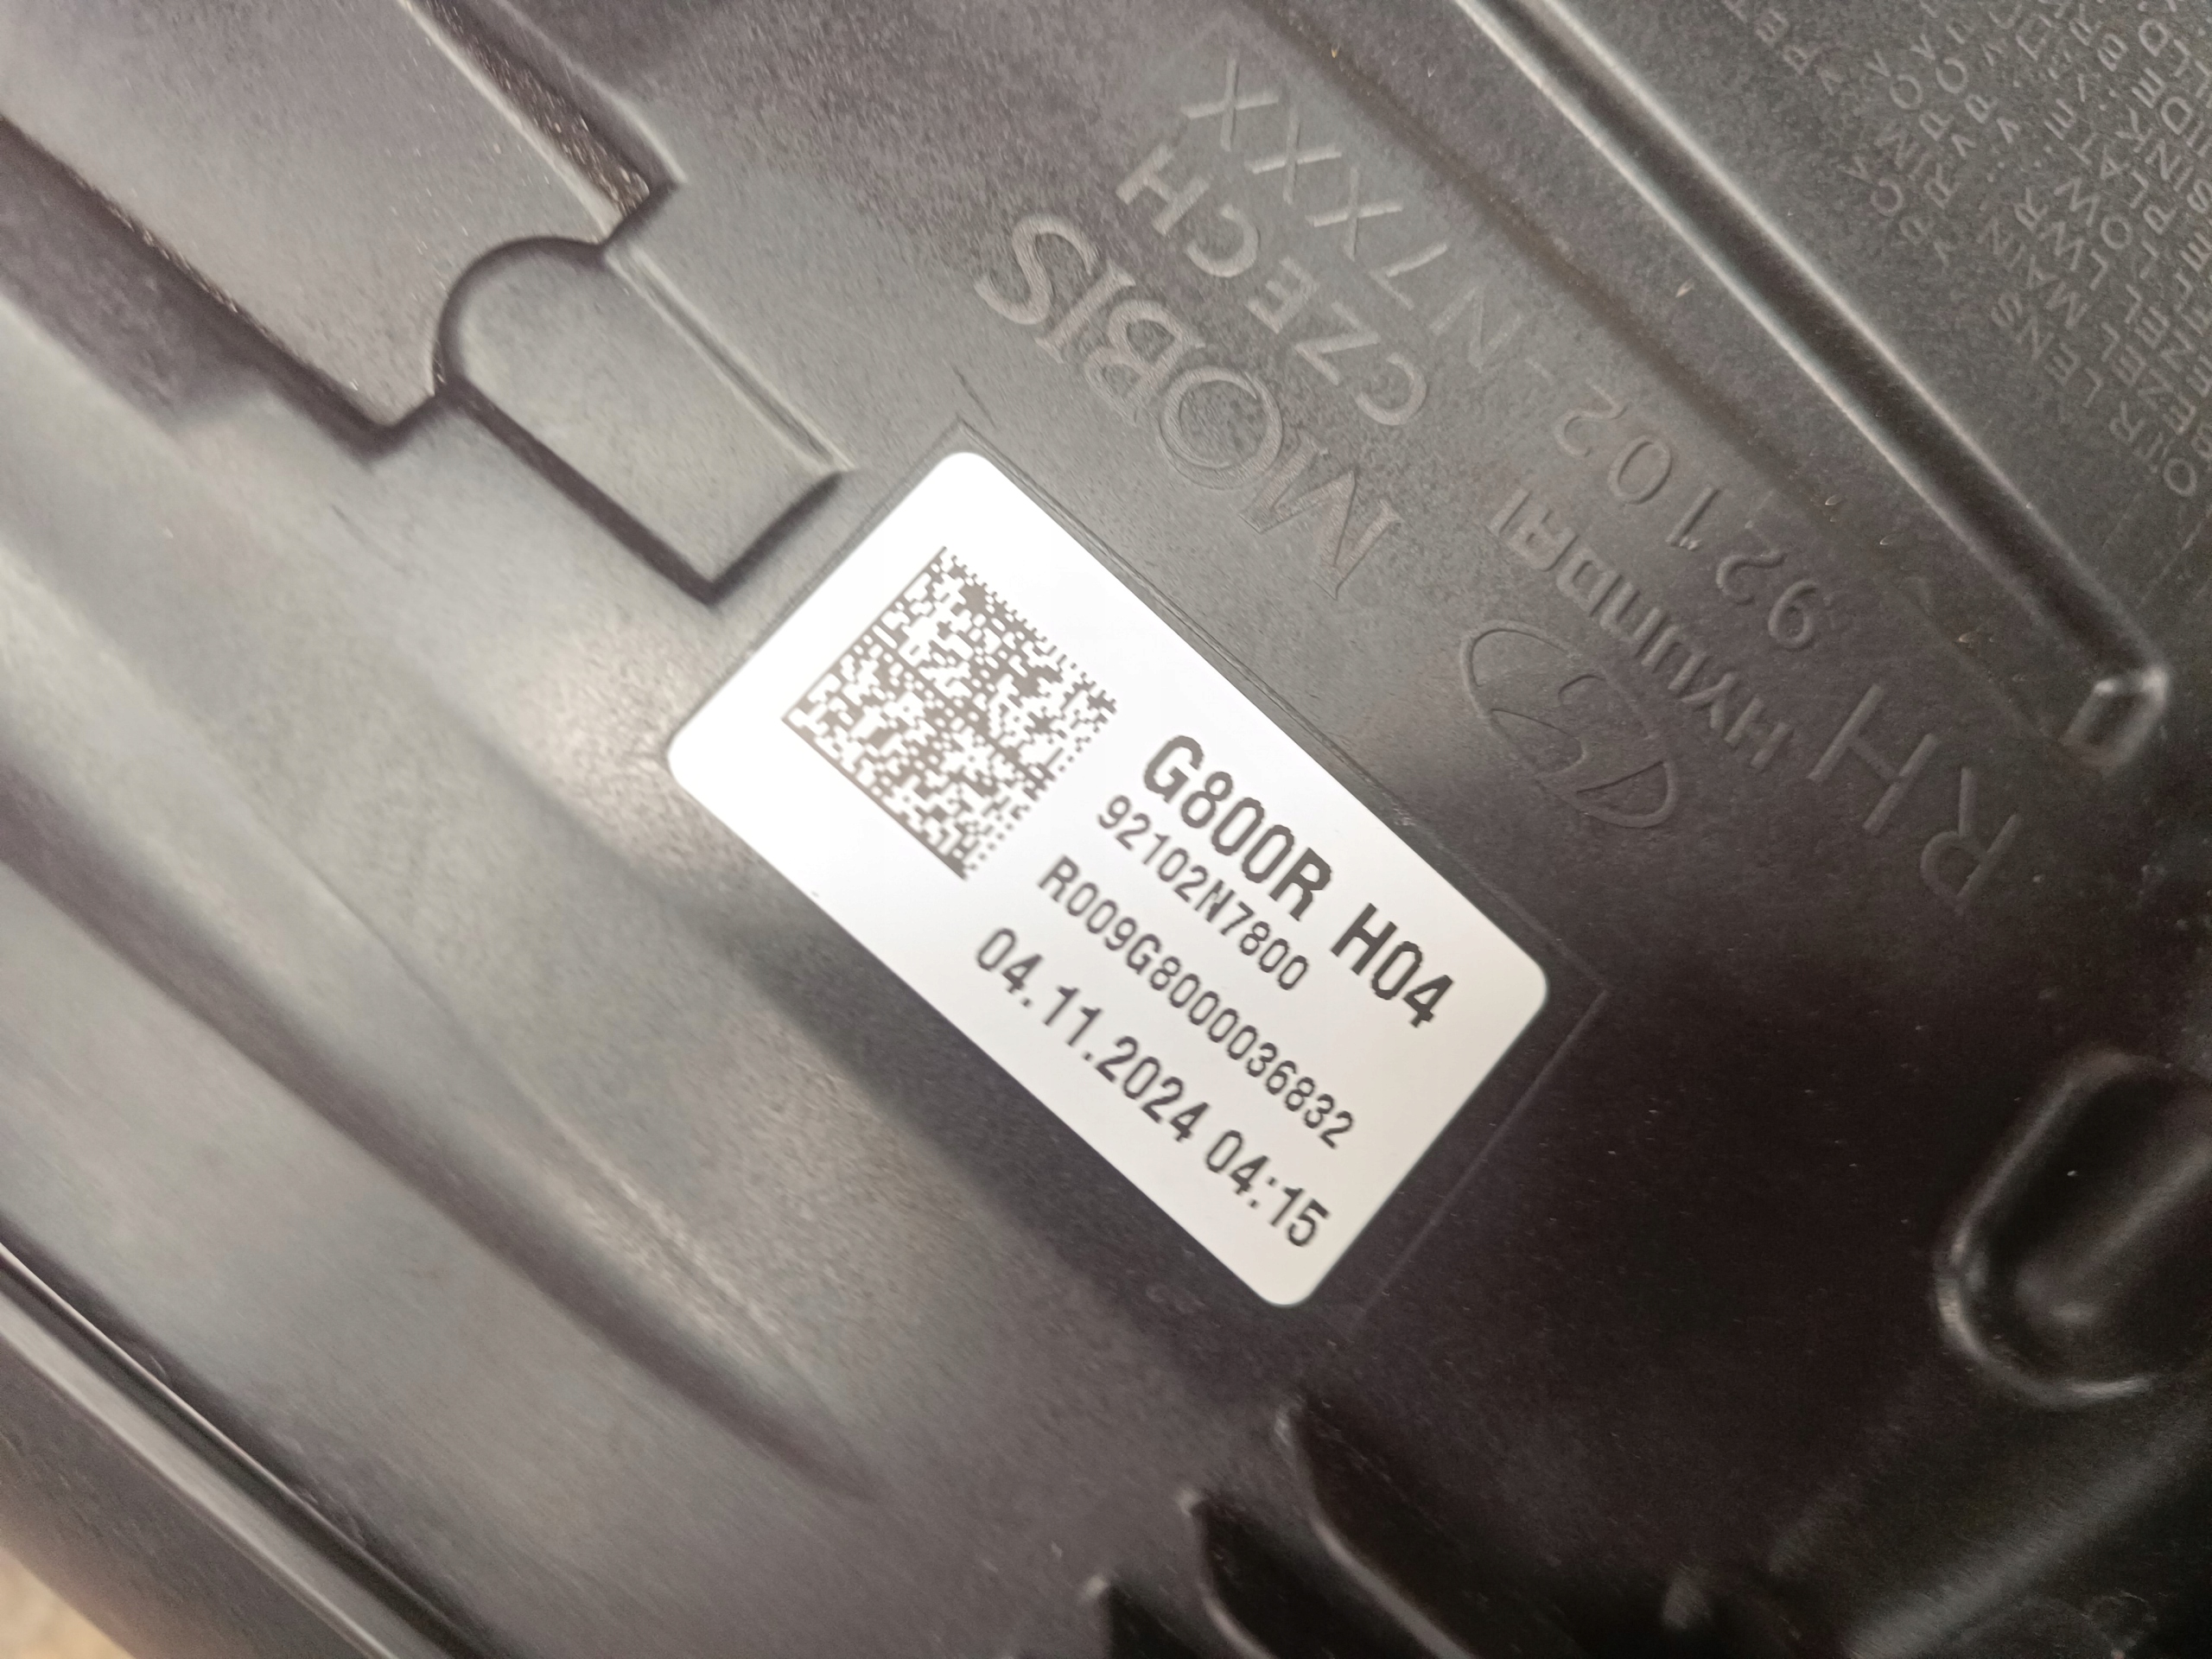 G800R H04
92102N7800
R009G8000036832
04.11.2024 04:15
RH
HYUNDAI
92102-N7XXX
MOBIS
CZECH